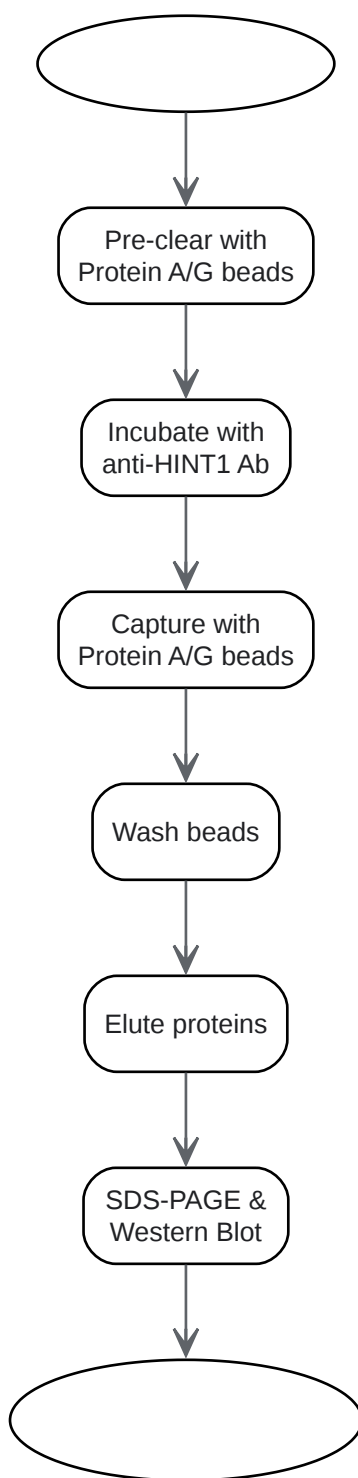 Pre-clear with
Protein A/G beads
Incubate with
anti-HINT1 Ab
Capture with
Protein A/G beads
Wash beads
Elute proteins
SDS-PAGE &
Western Blot